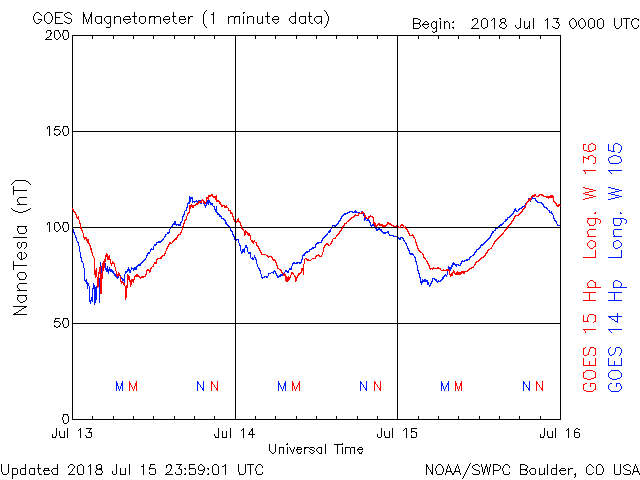 GOES Magnetometer (1 minute data)
Begin: 2018 Jul 13 0000 UTC
200
150
100
50
0
NanoTesla (nT)
M M N N M M N N M M N N
Jul 13 Jul 14 Jul 15 Jul 16
Universal Time
GOES 15 Hp Long. W 136
GOES 14 Hp Long. W 105
Updated 2018 Jul 15 23:59:01 UTC
NOAA/SWPC Boulder, CO USA